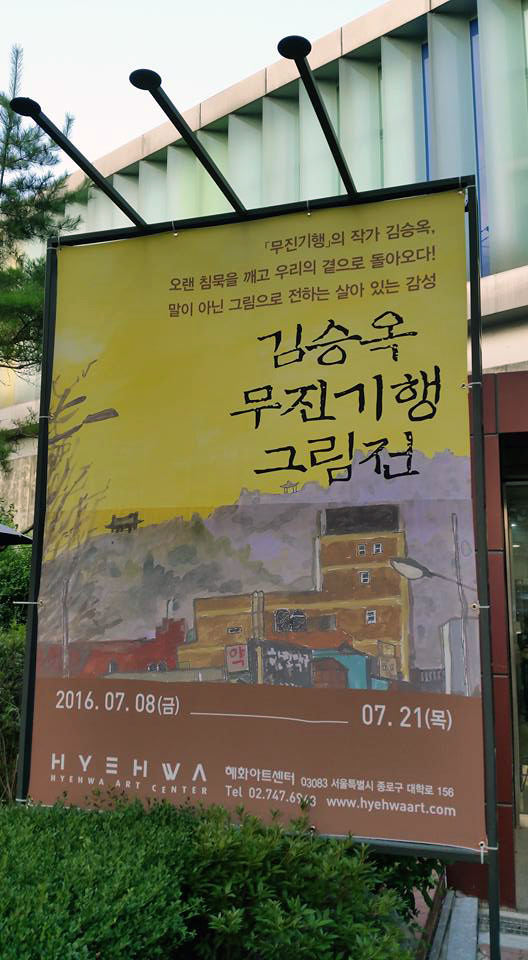 「무진기행」의 작가 김승옥,
오랜 침묵을 깨고 우리의 곁으로 돌아오다!
말이 아닌 그림으로 전하는 살아 있는 감성
김승옥
무진기행
그림전
약
2016. 07. 08(금) 07. 21(목)
HYEHWA
HYEHWA ART CENTER
혜화아트센터 03083 서울특별시 종로구 대학로 156
Tel www.hyehwaart.com